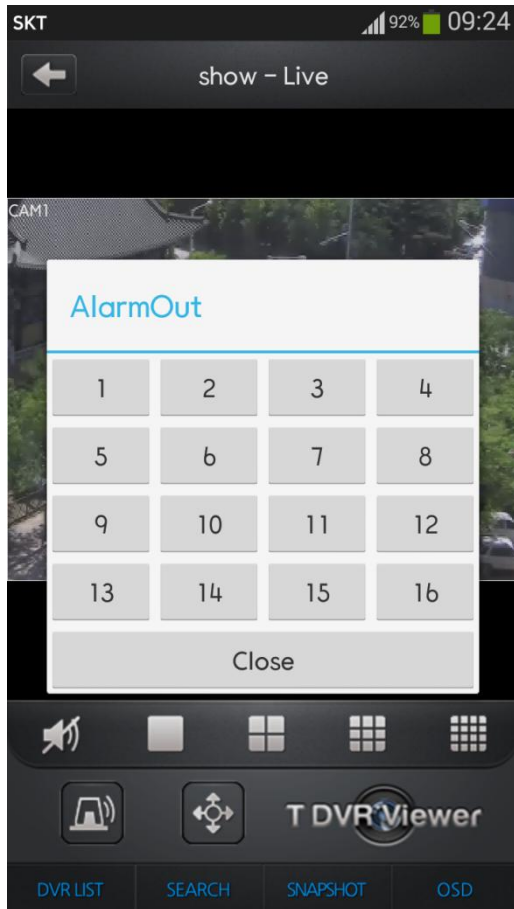 SKT 92% 09:24
show – Live
CAM1
AlarmOut
1 2 3 4
5 6 7 8
9 10 11 12
13 14 15 16
Close
T DVR Viewer
DVR LIST SEARCH SNAPSHOT OSD